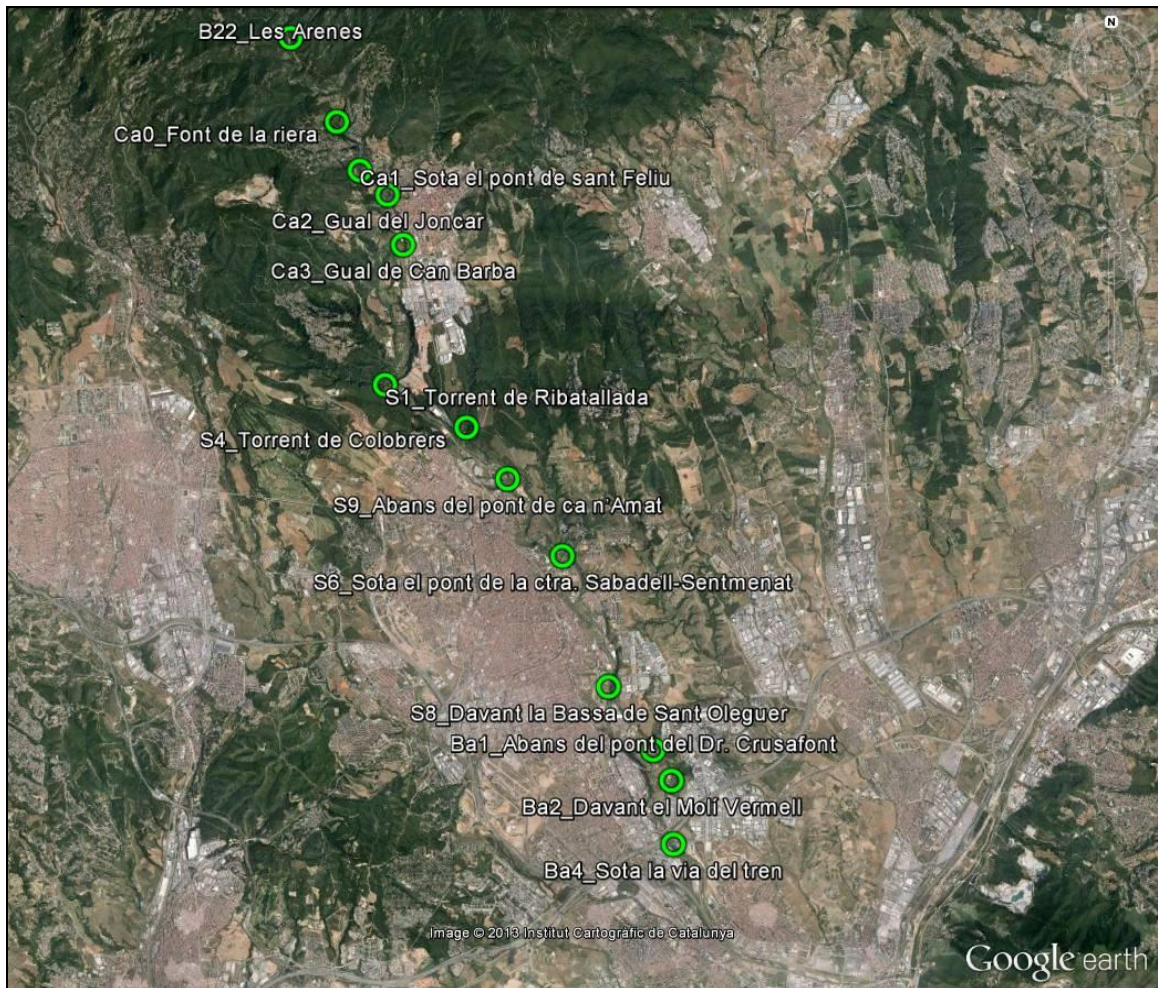 N
B22_Les Arenes
Ca0_Font de la riera
Ca1_Sota el pont de sant Feliu
Ca2_Gual del Joncar
Ca3_Gual de Can Barba
S1_Torrent de Ribatallada
S4_Torrent de Colobrers
S9_Abans del pont de ca n'Amat
S6_Sota el pont de la ctra. Sabadell-Sentmenat
S8_Davant la Bassa de Sant Oleguer
Ba1_Abans del pont del Dr. Crusafont
Ba2_Davant el Molí Vermell
Ba4_Sota la via del tren
Image © 2013 Institut Cartogràfic de Catalunya
Google earth